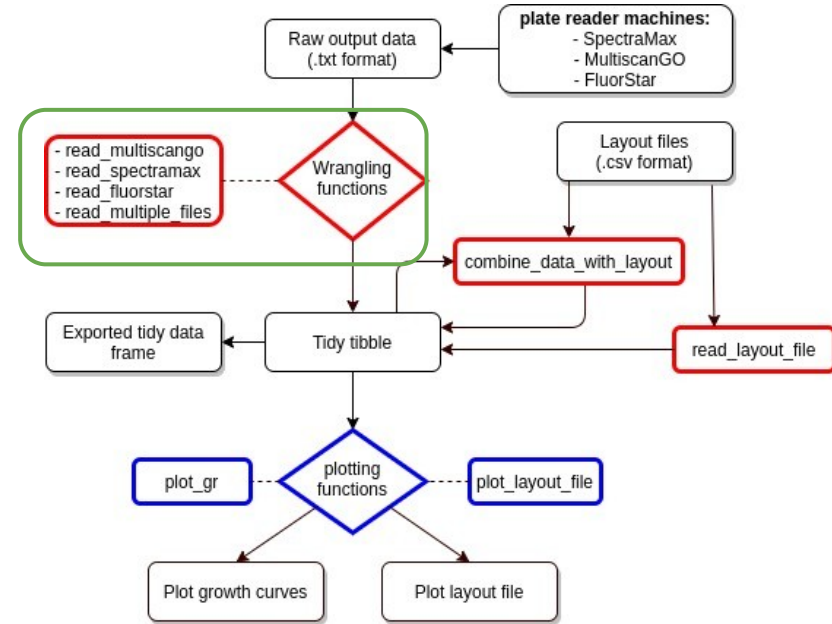 plate reader machines:
- SpectraMax
- MultiscanGO
- FluorStar
Raw output data
(.txt format)
- read_multiscango
- read_spectramax
- read_fluorstar
- read_multiple_files
Wrangling
functions
Layout files
(.csv format)
combine_data_with_layout
Exported tidy data
frame
Tidy tibble
read_layout_file
plot_gr
plotting
functions
plot_layout_file
Plot growth curves
Plot layout file